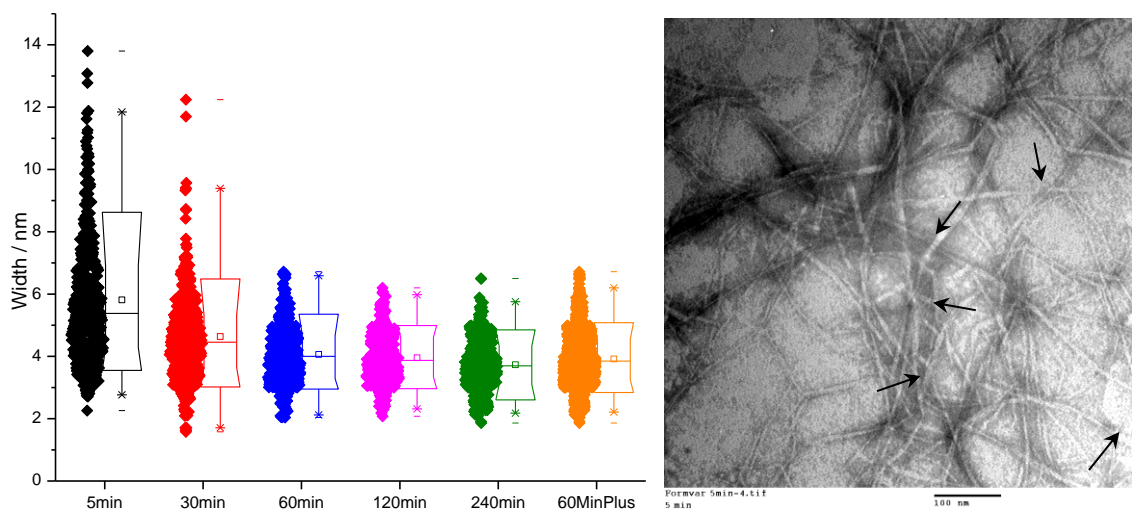 Width / nm
14
12
10
8
6
4
2
0
5min
30min
60min
120min
240min
60MinPlus
Formvar 5min-4.tif
5 min
100 nm